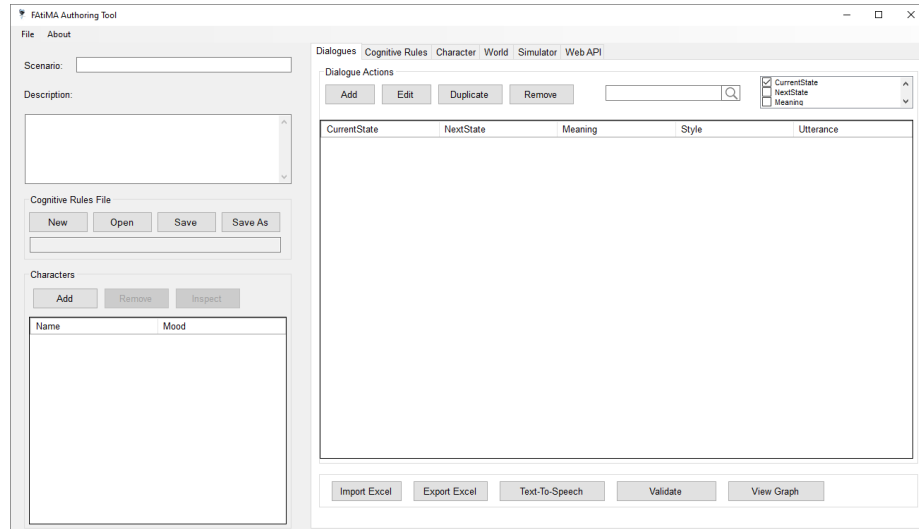 FAtiMA Authoring Tool
File About
Scenario:
Description:
Cognitive Rules File
New Open Save Save As
Characters
Add Remove Inspect
Name Mood
Dialogues Cognitive Rules Character World Simulator Web API
Dialogue Actions
Add Edit Duplicate Remove
CurrentState
NextState
Meaning
CurrentState NextState Meaning Style Utterance
Import Excel Export Excel Text-To-Speech Validate View Graph